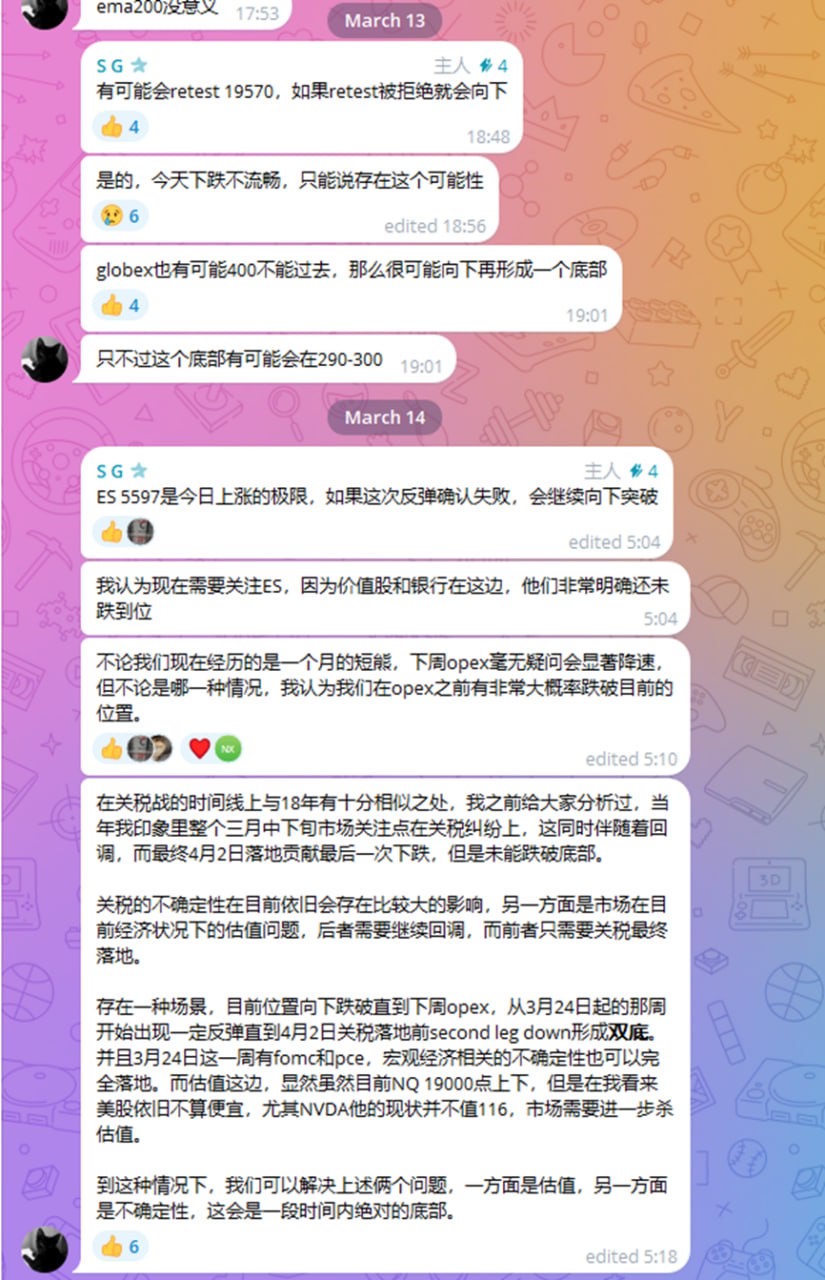 ema200没意义 17:53
March 13
S G 主人 4
有可能会retest 19570，如果retest被拒绝就会向下
4 18:48
是的，今天下跌不流畅，只能说存在这个可能性
6 edited 18:56
globex也有可能400不能过去，那么很可能向下再形成一个底部
4 19:01
只不过这个底部有可能会在290-300 19:01
March 14
S G 主人 4
ES 5597是今日上涨的极限，如果这次反弹确认失败，会继续向下突破
edited 5:04
我认为现在需要关注ES，因为价值股和银行在这边，他们非常明确还未
跌到位 5:04
不论我们现在经历的是一个月的短熊，下周opex毫无疑问会显著降速，
但不论是哪一种情况，我认为我们在opex之前有非常大概率跌破目前的
位置。
NX edited 5:10
在关税战的时间线上与18年有十分相似之处，我之前给大家分析过，当
年我印象里整个三月中下旬市场关注点在关税纠纷上，这同时伴随着回
调，而最终4月2日落地贡献最后一次下跌，但是未能跌破底部。
关税的不确定性在目前依旧会存在比较大的影响，另一方面是市场在目
前经济状况下的估值问题，后者需要继续回调，而前者只需要关税最终
落地。
存在一种场景，目前位置向下跌破直到下周opex，从3月24日起的那周
开始出现一定反弹直到4月2日关税落地前second leg down形成双底。
并且3月24日这一周有fomc和pce，宏观经济相关的不确定性也可以完
全落地。而估值这边，显然虽然目前NQ 19000点上下，但是在我看来
美股依旧不算便宜，尤其NVDA他的现状并不值116，市场需要进一步杀
估值。
到这种情况下，我们可以解决上述俩个问题，一方面是估值，另一方面
是不确定性，这会是一段时间内绝对的底部。
6 edited 5:18
3D